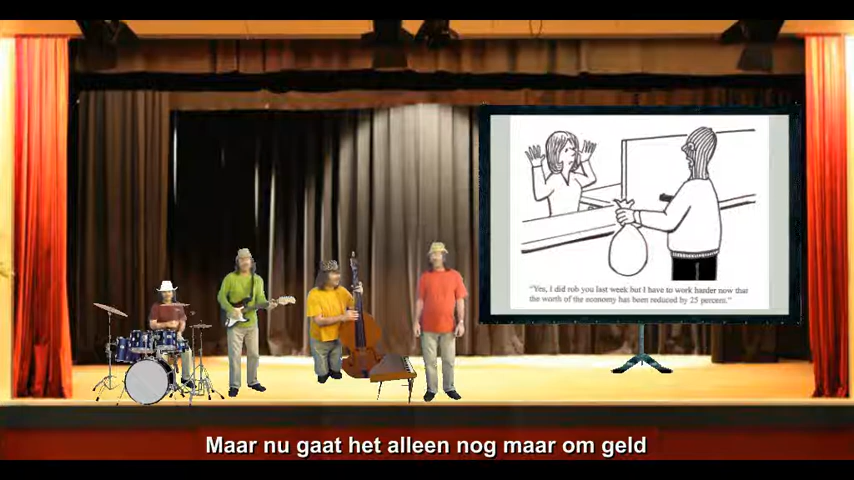 "Yes, I did rob you last week but I have to work harder now that
the worth of the economy has been reduced by 25 percent."
Maar nu gaat het alleen nog maar om geld